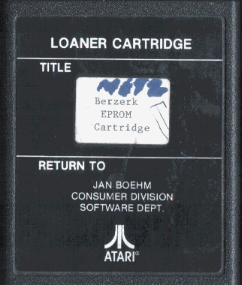 LOANER CARTRIDGE
TITLE
Berzerk
EPROM
Cartridge
RETURN TO
JAN BOEHM
CONSUMER DIVISION
SOFTWARE DEPT.
ATARI®